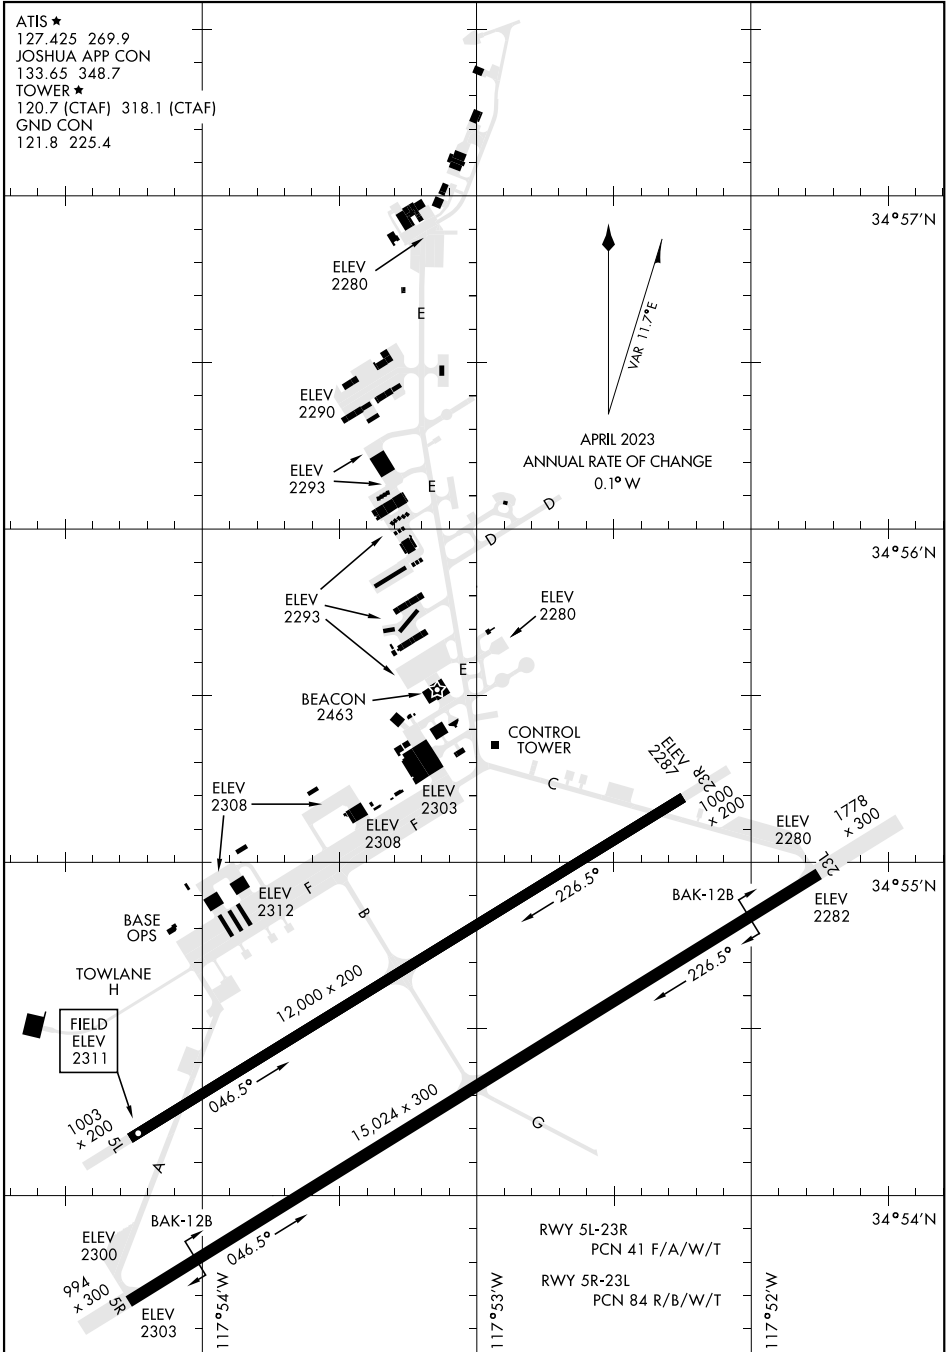 ATIS ★
127.425 269.9
JOSHUA APP CON
133.65 348.7
TOWER ★
120.7 (CTAF) 318.1 (CTAF)
GND CON
121.8 225.4
34°57'N
ELEV
2280
E
VAR 11.7°E
ELEV
2290
APRIL 2023
ANNUAL RATE OF CHANGE
0.1° W
ELEV
2293
E
D
D
34°56'N
ELEV
2293
ELEV
2280
E
BEACON
2463
CONTROL
TOWER
ELEV
2287
23R
1000
x 200
C
ELEV
2308
ELEV
2303
F
ELEV
2308
ELEV
2280
1778
x 300
23L
34°55'N
226.5°
BAK-12B
ELEV
2282
F
ELEV
2312
B
BASE
OPS
226.5°
TOWLANE
H
12,000 x 200
FIELD
ELEV
2311
046.5°
15,024 x 300
1003
x 200
5L
G
A
34°54'N
BAK-12B
046.5°
RWY 5L-23R
PCN 41 F/A/W/T
ELEV
2300
RWY 5R-23L
PCN 84 R/B/W/T
994
x 300
5R
ELEV
2303
117°54'W
117°53'W
117°52'W